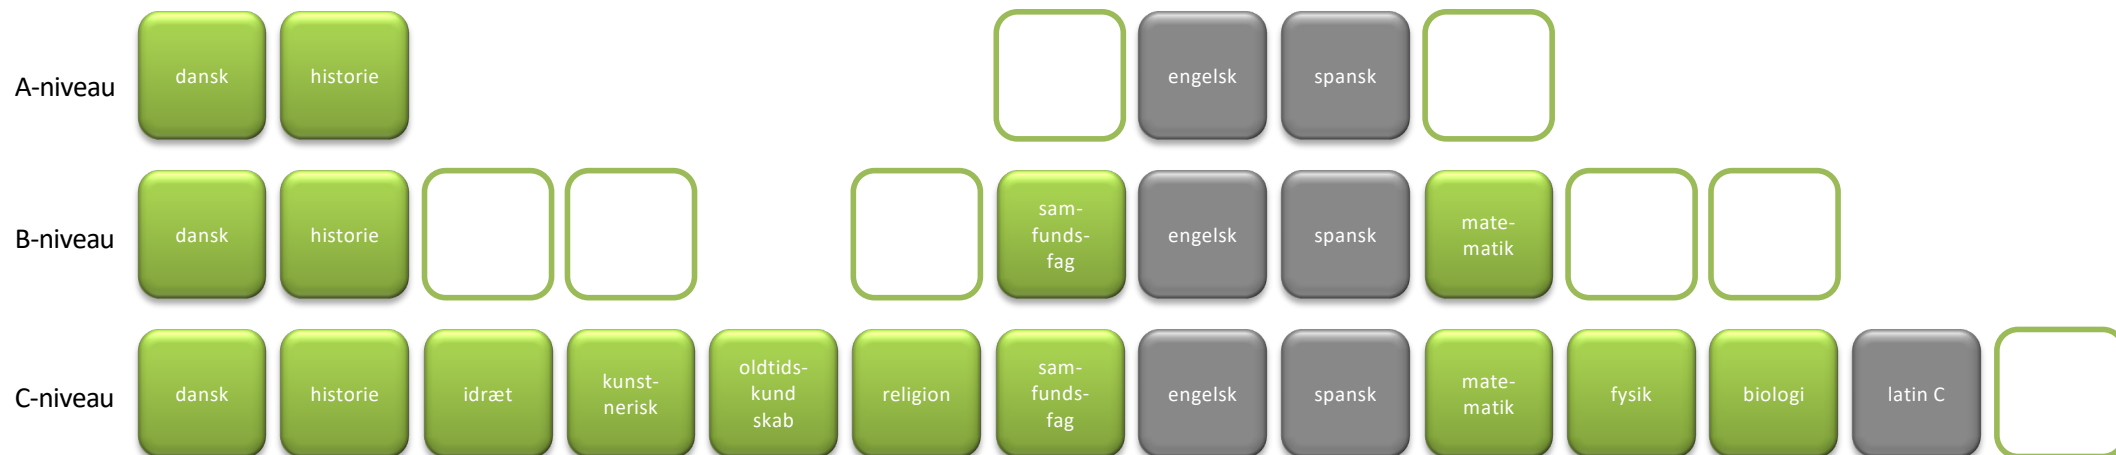 A-niveau
dansk
historie
engelsk
spansk
B-niveau
dansk
historie
sam-
funds-
fag
engelsk
spansk
mate-
matik
C-niveau
dansk
historie
idræt
kunst-
nerisk
oldtids-
kund
skab
religion
sam-
funds-
fag
engelsk
spansk
mate-
matik
fysik
biologi
latin C